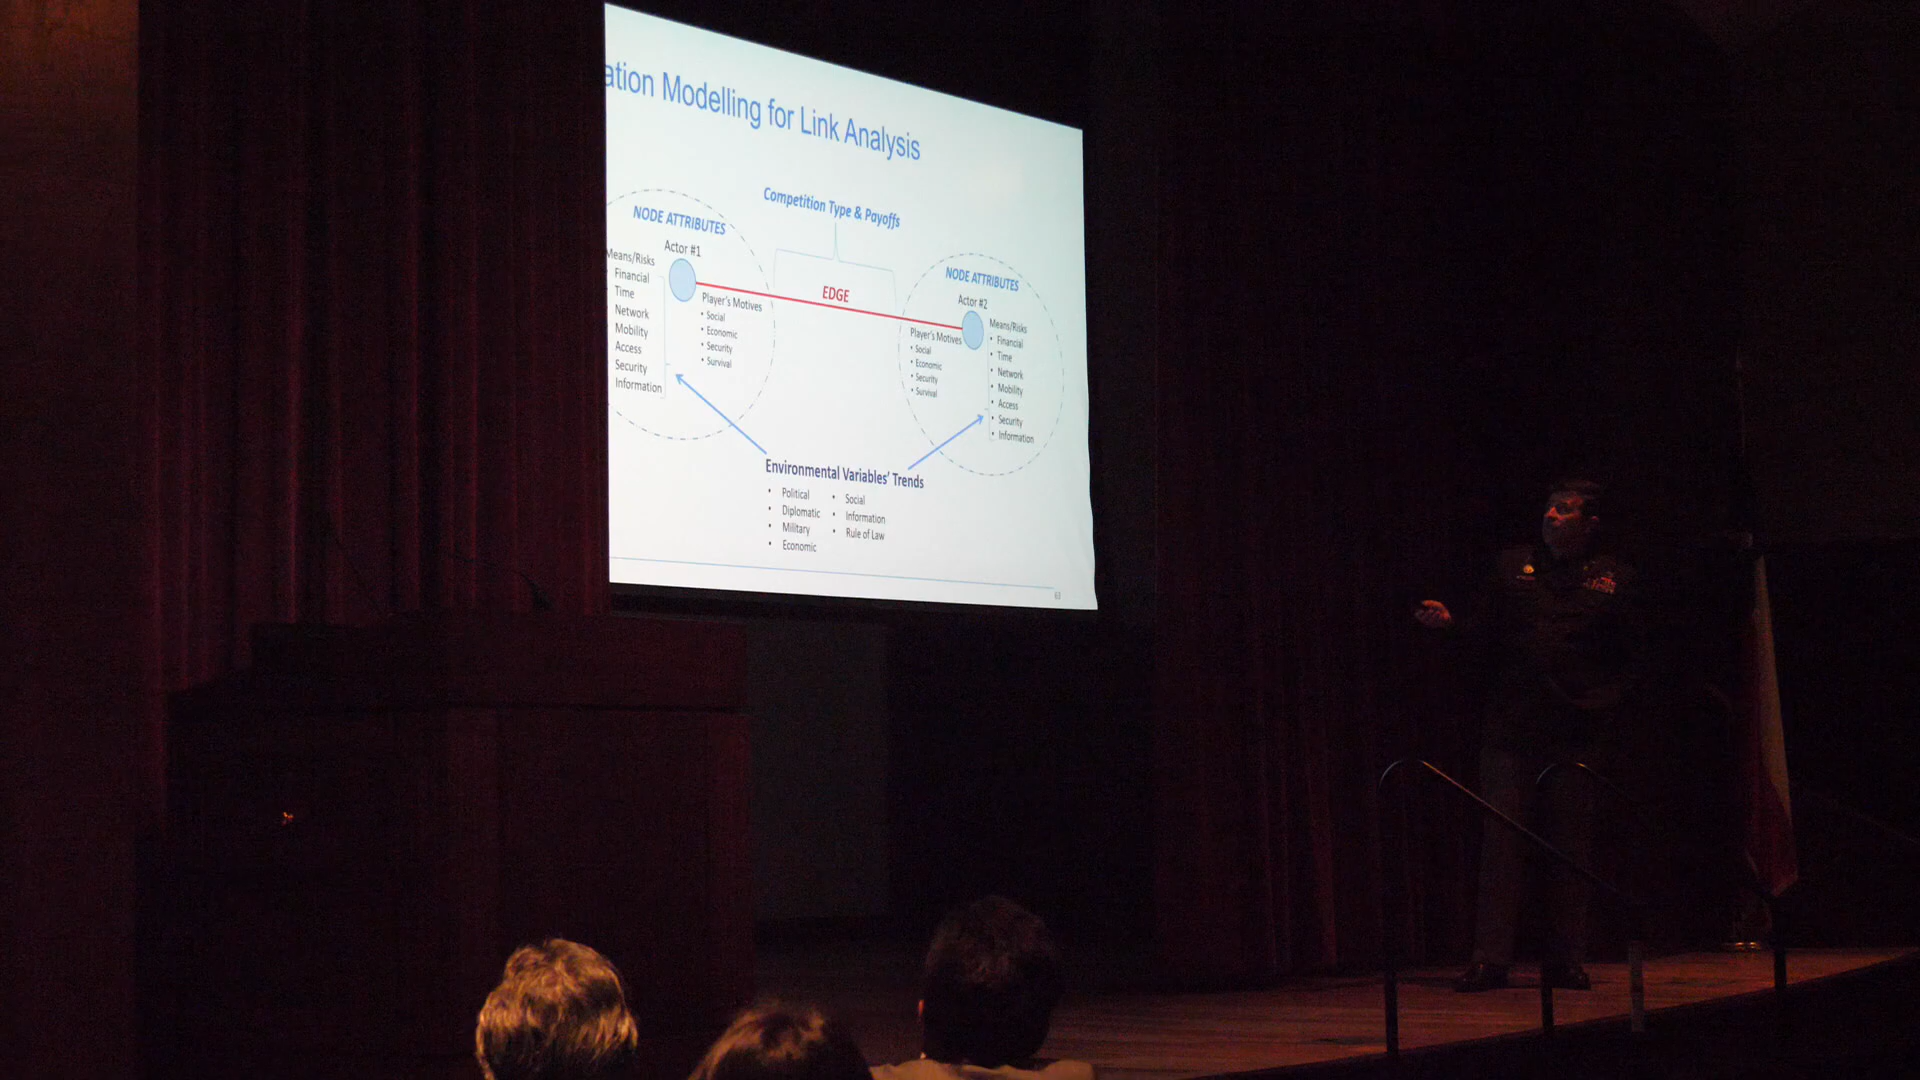 ation Modelling for Link Analysis
Competition Type & Payoffs
NODE ATTRIBUTES
Actor #1
Means/Risks
Financial
Time
Network
Mobility
Access
Security
Information
Player's Motives
• Social
• Economic
• Security
• Survival
EDGE
NODE ATTRIBUTES
Actor #2
Player's Motives
• Social
• Economic
• Security
• Survival
Means/Risks
• Financial
• Time
• Network
• Mobility
• Access
• Security
• Information
Environmental Variables' Trends
• Political
• Diplomatic
• Military
• Economic
• Social
• Information
• Rule of Law
63